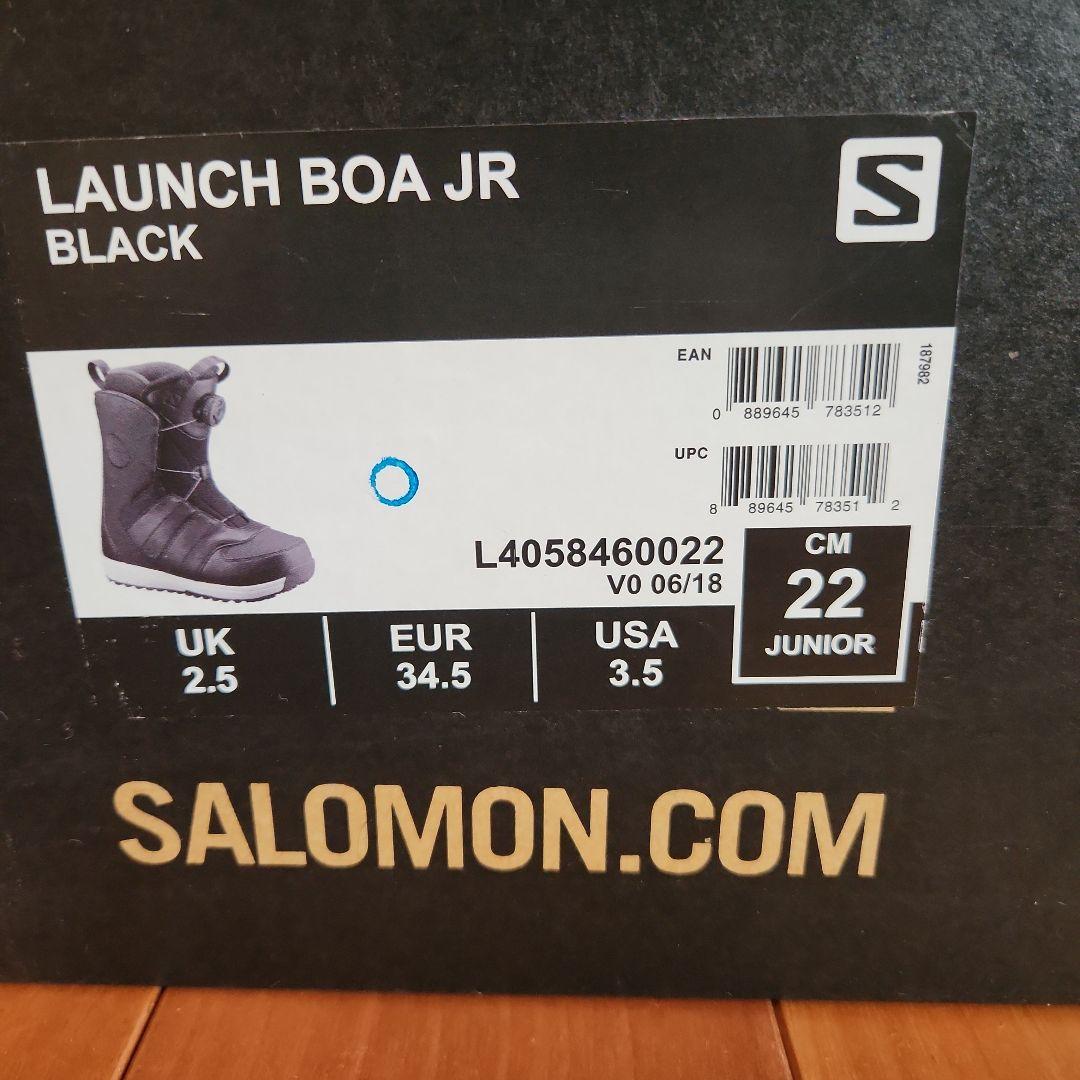 LAUNCH BOA JR
BLACK
S
EAN
0 889645 783512
187982
UPC
8 89645 78351 2
L4058460022
V0 06/18
CM
22
JUNIOR
UK
2.5
EUR
34.5
USA
3.5
SALOMON.COM